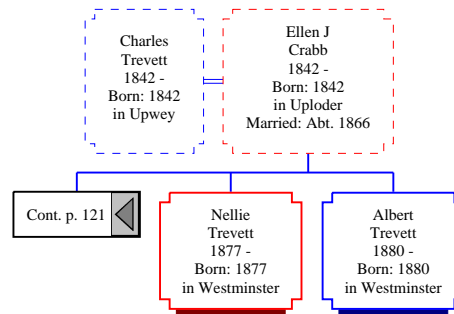 Charles
Trevett
1842 -
Born: 1842
in Upwey
Ellen J
Crabb
1842 -
Born: 1842
in Uploder
Married: Abt. 1866
Cont. p. 121
Nellie
Trevett
1877 -
Born: 1877
in Westminster
Albert
Trevett
1880 -
Born: 1880
in Westminster